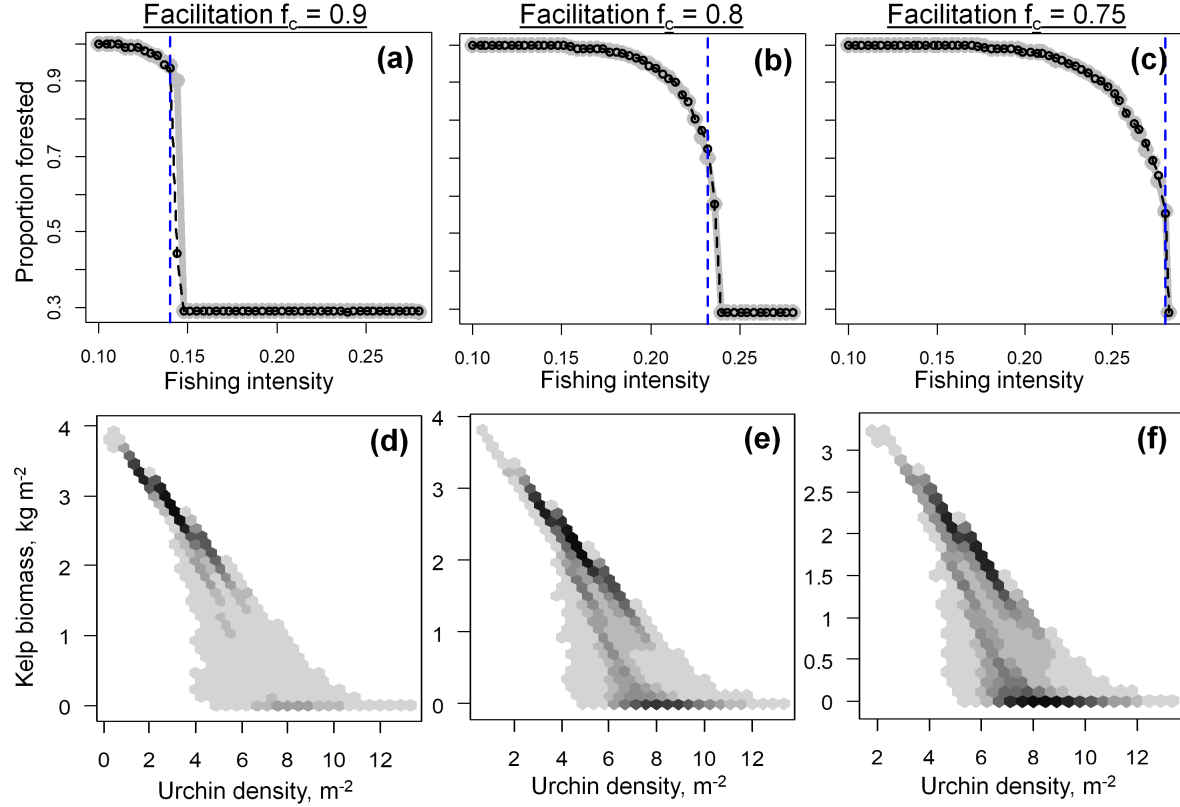 Facilitation f_c = 0.9
Facilitation f_c = 0.8
Facilitation f_c = 0.75
(a)
(b)
(c)
Proportion forested
0.9
0.7
0.5
0.3
0.10 0.15 0.20 0.25
0.10 0.15 0.20 0.25
0.10 0.15 0.20 0.25
Fishing intensity
Fishing intensity
Fishing intensity
(d)
(e)
(f)
Kelp biomass, kg m⁻²
4
3
2
1
0
4
3
2
1
0
3
2.5
2
1.5
1
0.5
0
0 2 4 6 8 10 12
2 4 6 8 10 12
2 4 6 8 10 12
Urchin density, m⁻²
Urchin density, m⁻²
Urchin density, m⁻²